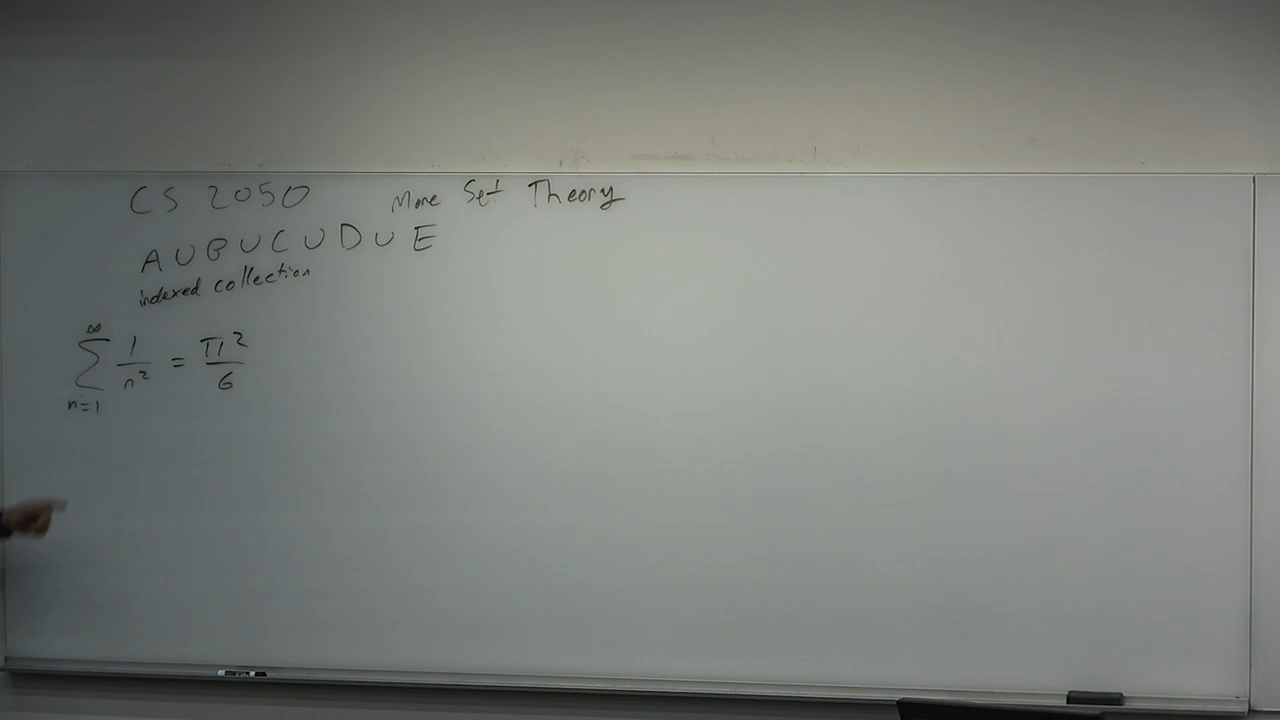 CS 2050 More Set Theory
A ∪ B ∪ C ∪ D ∪ E
indexed collection
∑_{n=1}^{∞} 1/n² = π²/6